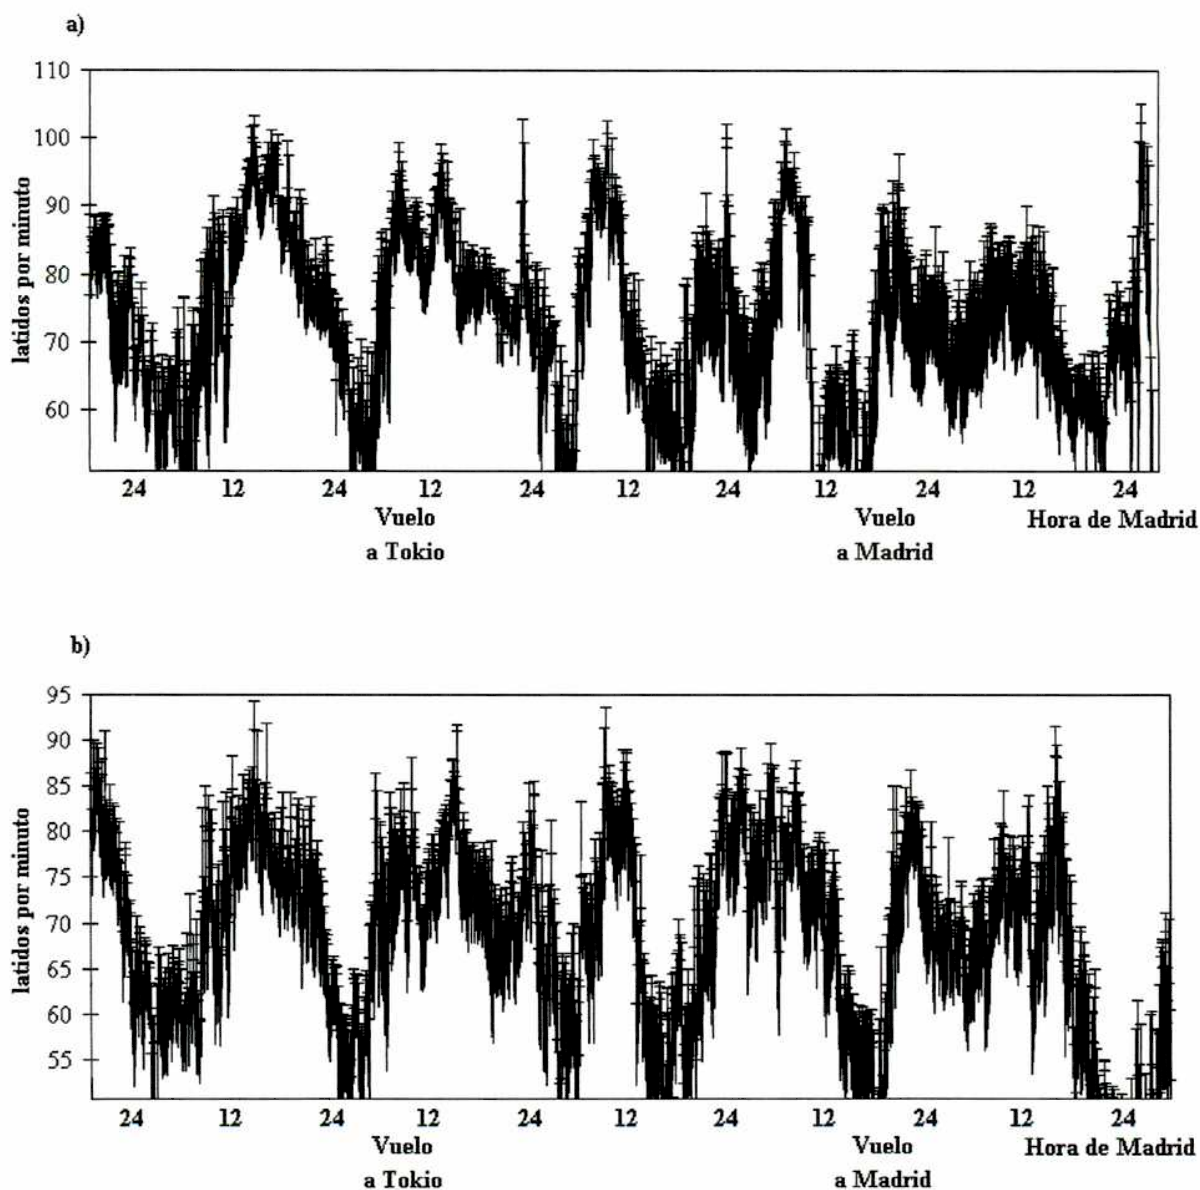 a)
110
100
90
80
70
60
latidos por minuto
24 12 24 12 24 12 24 12 24 12 24
Vuelo Vuelo Hora de Madrid
a Tokio a Madrid
b)
95
90
85
80
75
70
65
60
55
latidos por minuto
24 12 24 12 24 12 24 12 24 12 24
Vuelo Vuelo Hora de Madrid
a Tokio a Madrid